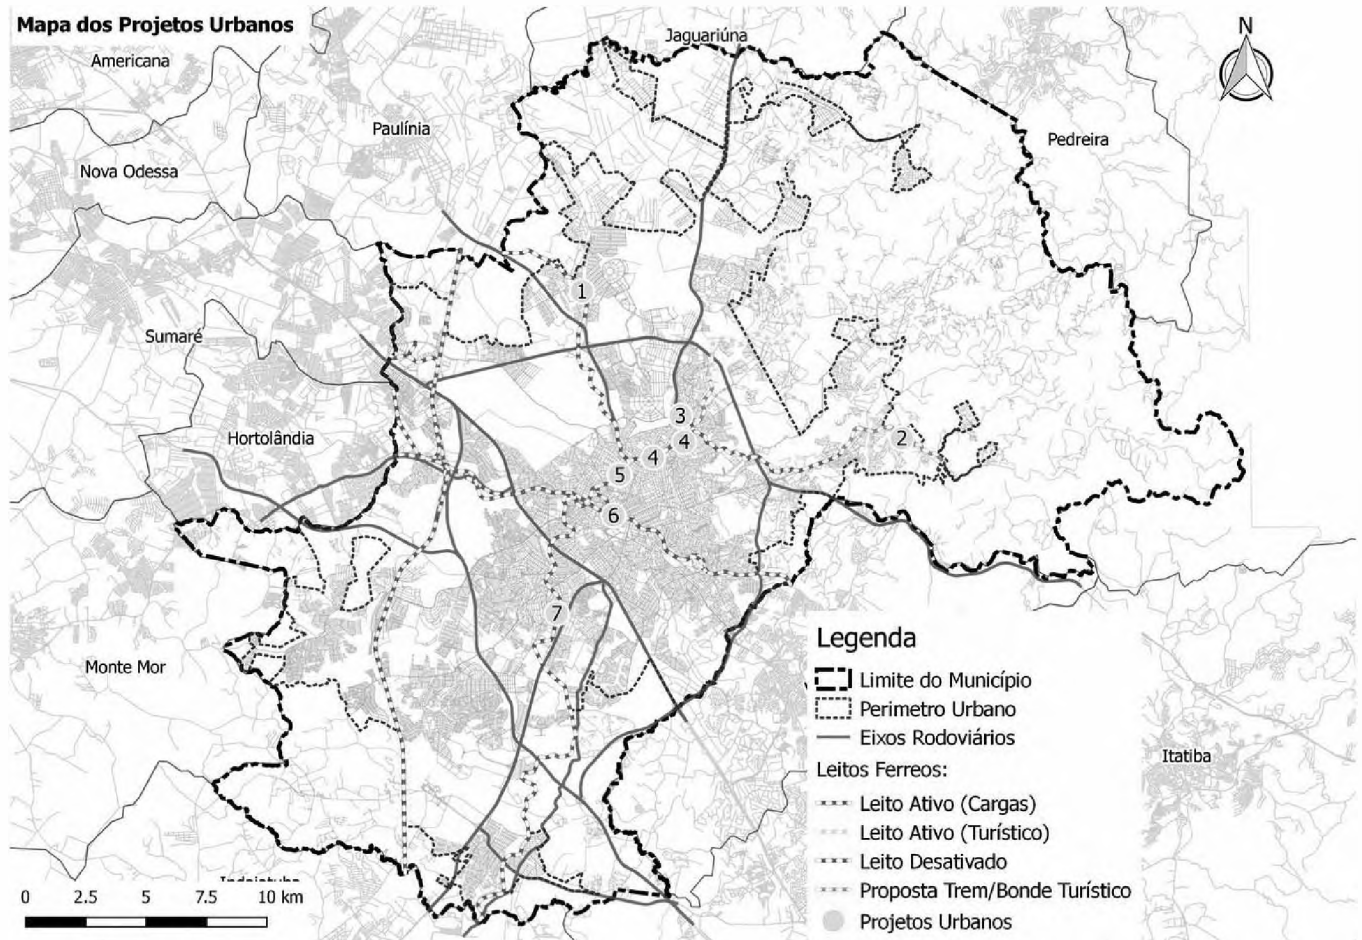 Mapa dos Projetos Urbanos
Jaguariúna
N
Americana
Paulínia
Pedreira
Nova Odessa
1
Sumaré
3
Hortolândia
4
2
4
5
6
7
Legenda
Monte Mor
Limite do Município
Perimetro Urbano
Eixos Rodoviários
Itatiba
Leitos Ferreos:
Leito Ativo (Cargas)
Leito Ativo (Turístico)
Leito Desativado
Proposta Trem/Bonde Turístico
Projetos Urbanos
0 2.5 5 7.5 10 km